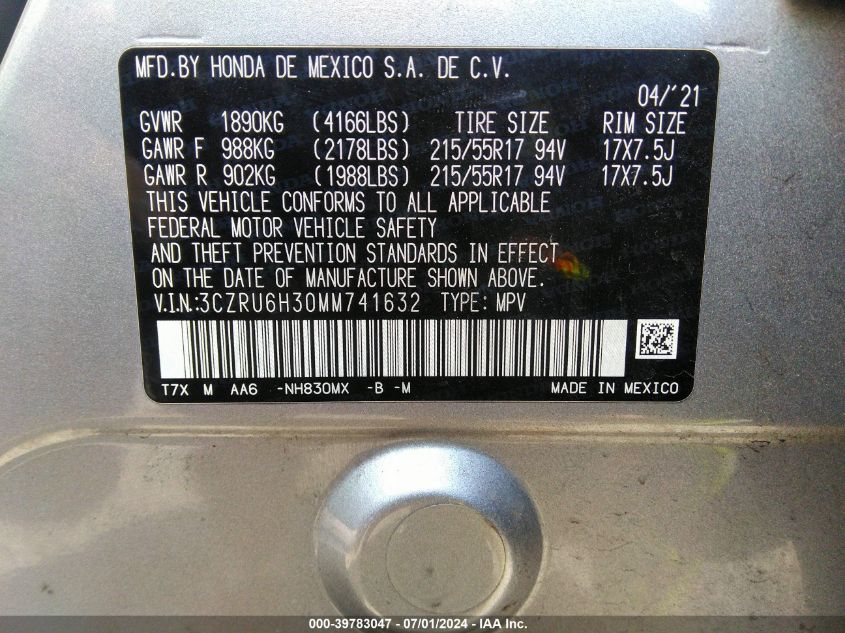 MFD.BY HONDA DE MEXICO S.A. DE C.V.
04/'21
GVWR 1890KG (4166LBS) TIRE SIZE RIM SIZE
GAWR F 988KG (2178LBS) 215/55R17 94V 17X7.5J
GAWR R 902KG (1988LBS) 215/55R17 94V 17X7.5J
THIS VEHICLE CONFORMS TO ALL APPLICABLE
FEDERAL MOTOR VEHICLE SAFETY
AND THEFT PREVENTION STANDARDS IN EFFECT
ON THE DATE OF MANUFACTURE SHOWN ABOVE.
V.I.N.:3CZRU6H30MM741632 TYPE: MPV
T7X M AA6 -NH830MX -B -M MADE IN MEXICO
000-39783047 - 07/01/2024 - IAA Inc.